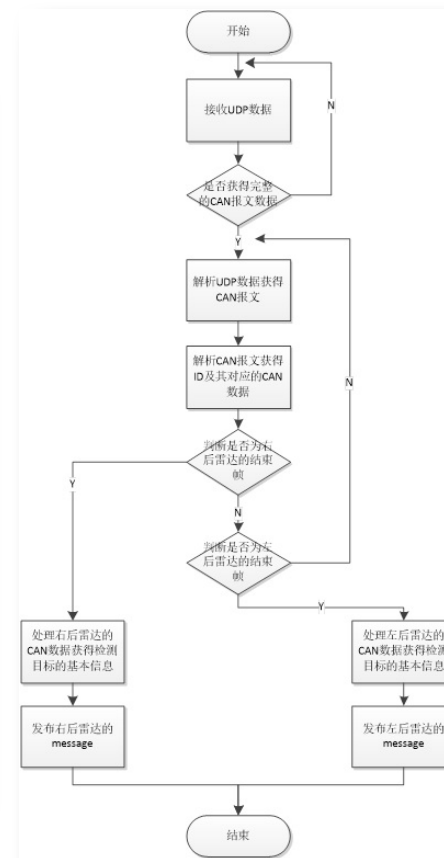 开始
N
接收UDP数据
是否获得完整
的CAN报文数据
Y
解析UDP数据获得
CAN报文
解析CAN报文获得
ID及其对应的CAN
数据
N
判断是否为右
后雷达的结束
帧
Y
N
判断是否为左
后雷达的结束
帧
Y
处理右后雷达的
CAN数据获得检测
目标的基本信息
处理左后雷达的
CAN数据获得检测
目标的基本信息
发布右后雷达的
message
发布左后雷达的
message
结束